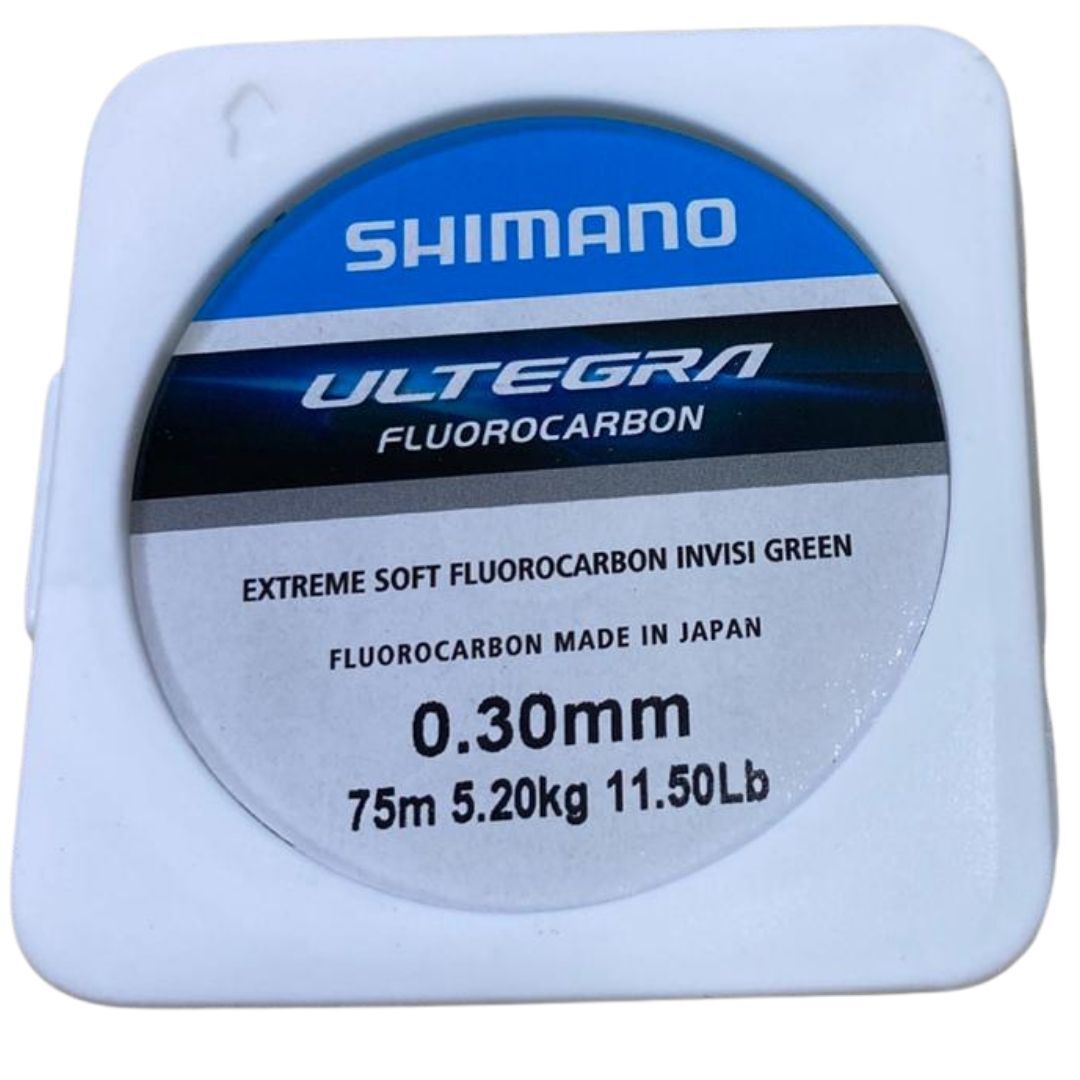 SHIMANO
ULTEGRA
FLUOROCARBON
EXTREME SOFT FLUOROCARBON INVISI GREEN
FLUOROCARBON MADE IN JAPAN
0.30mm
75m 5.20kg 11.50Lb